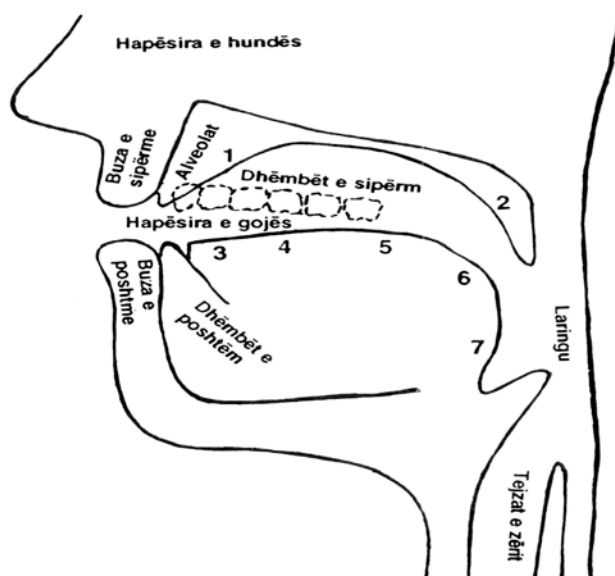 Hapësira e hundës
Buza e
sipërme
Alveolat
1
Dhëmbët e sipërm
2
Hapësira e gojës
3
4
5
6
7
Buza e
poshtme
Dhëmbët e
poshtëm
Laringu
Tejzat e zërit